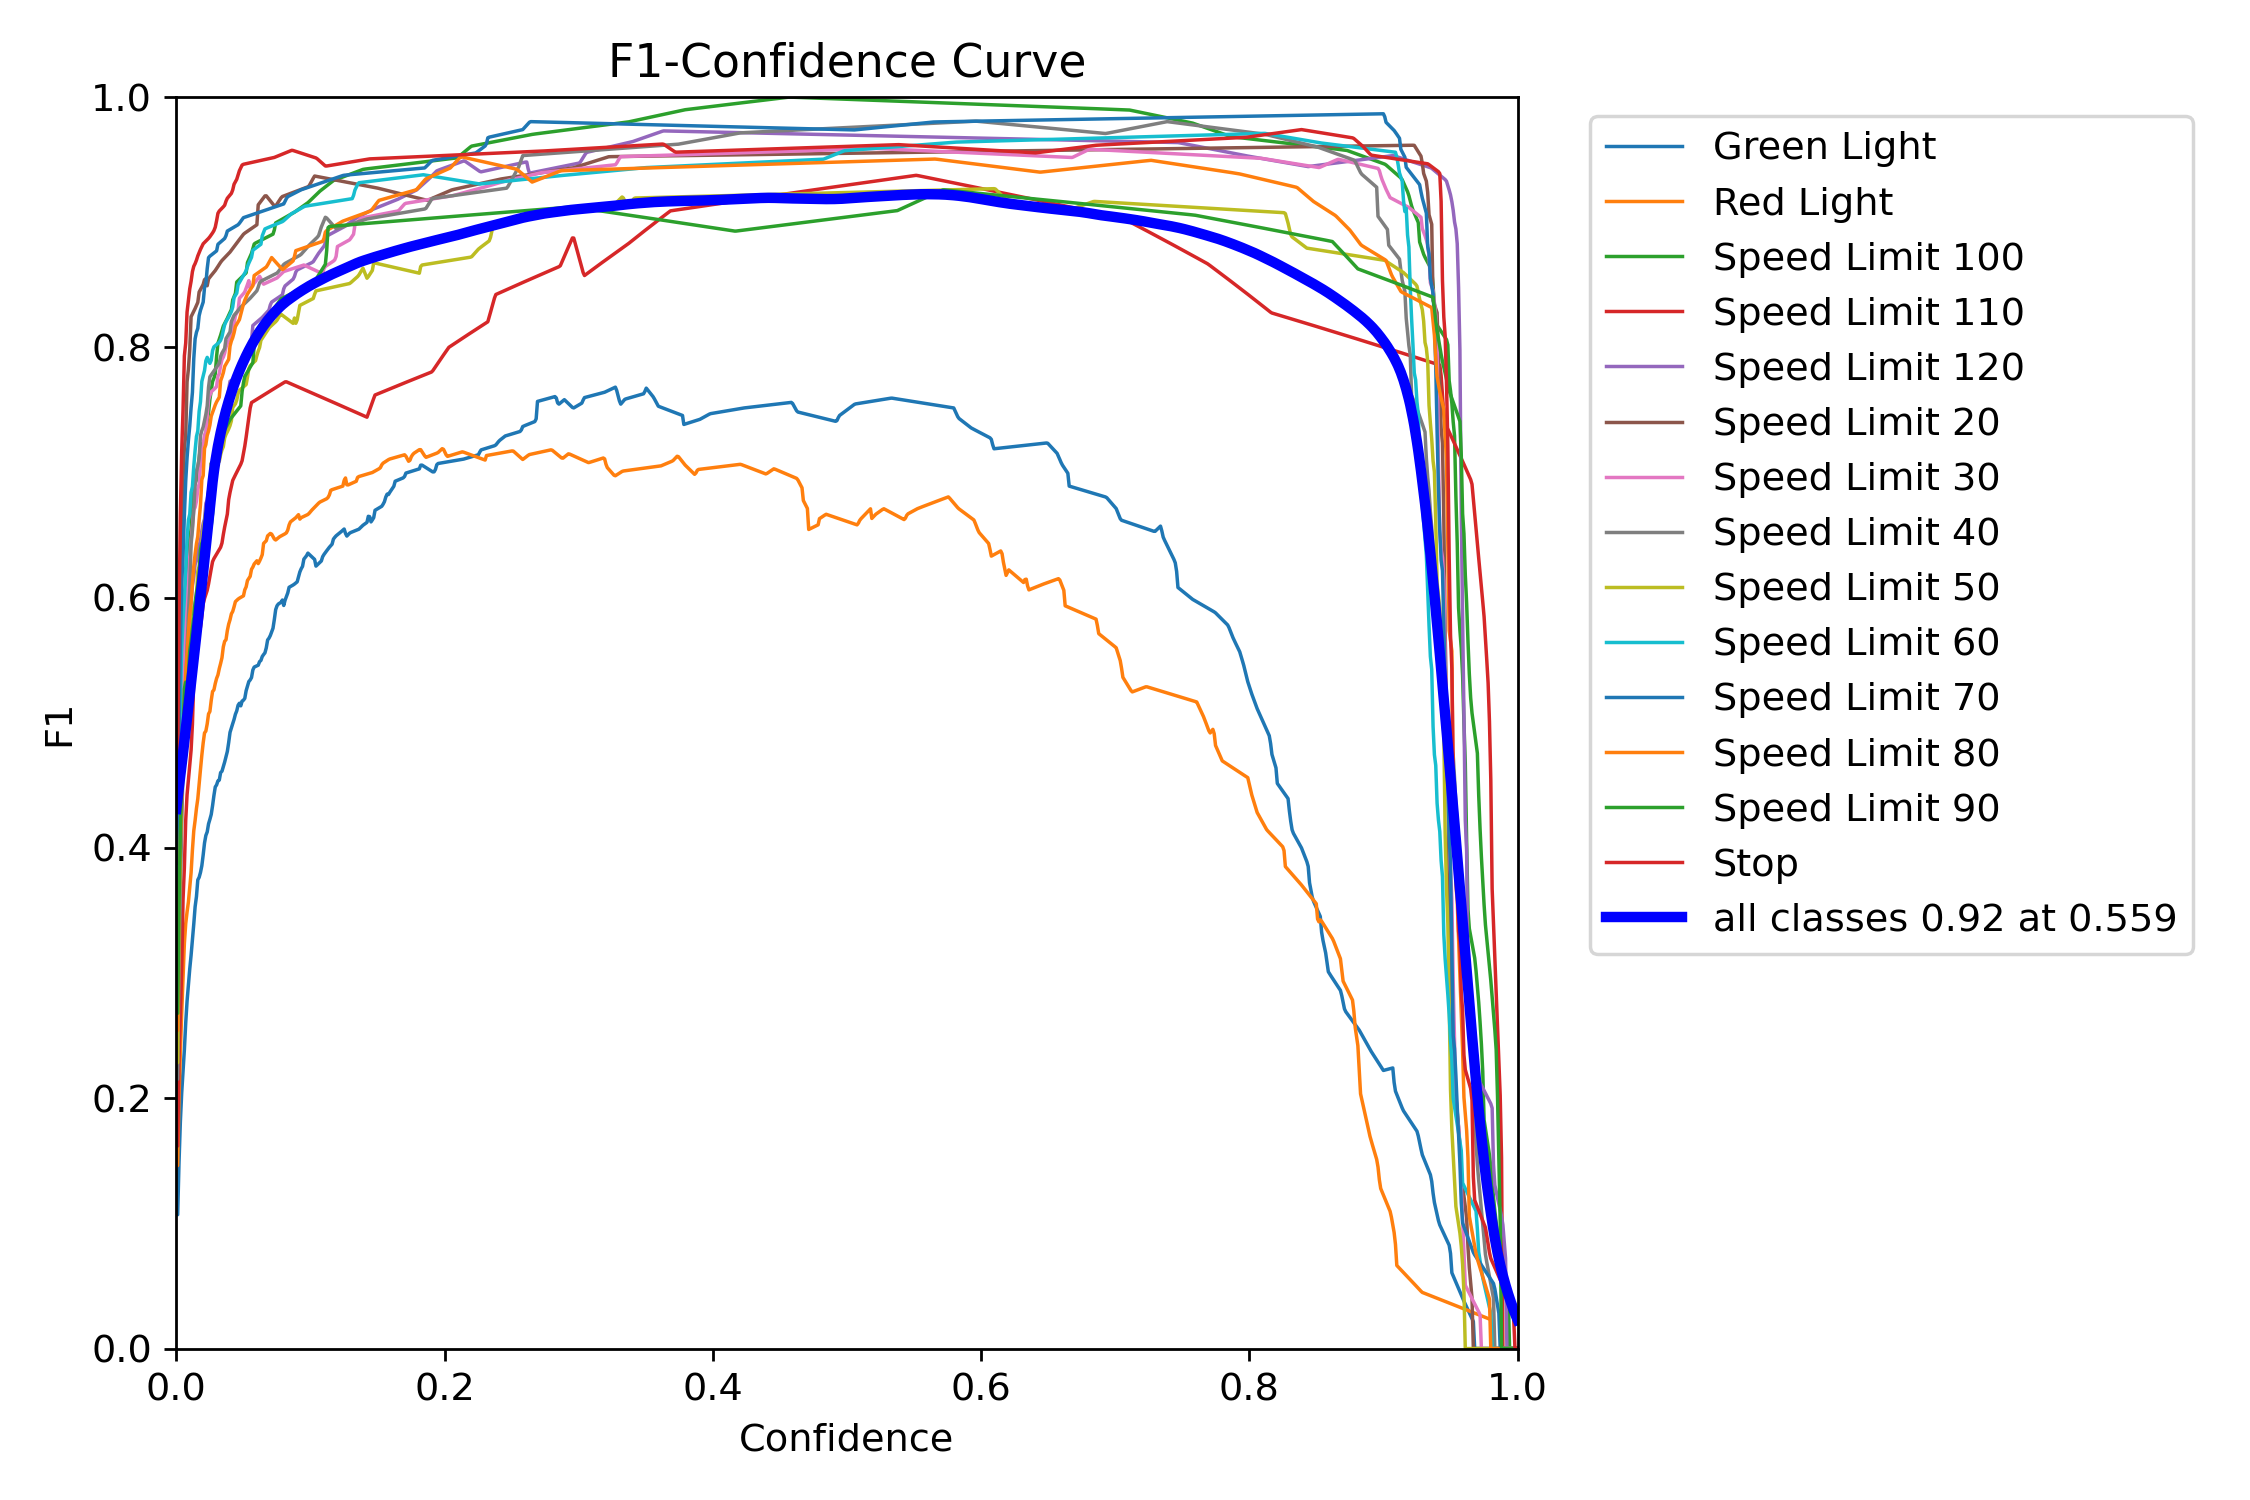 F1-Confidence Curve
1.0
0.8
0.6
0.4
0.2
0.0
F1
0.0 0.2 0.4 0.6 0.8 1.0
Confidence
Green Light
Red Light
Speed Limit 100
Speed Limit 110
Speed Limit 120
Speed Limit 20
Speed Limit 30
Speed Limit 40
Speed Limit 50
Speed Limit 60
Speed Limit 70
Speed Limit 80
Speed Limit 90
Stop
all classes 0.92 at 0.559